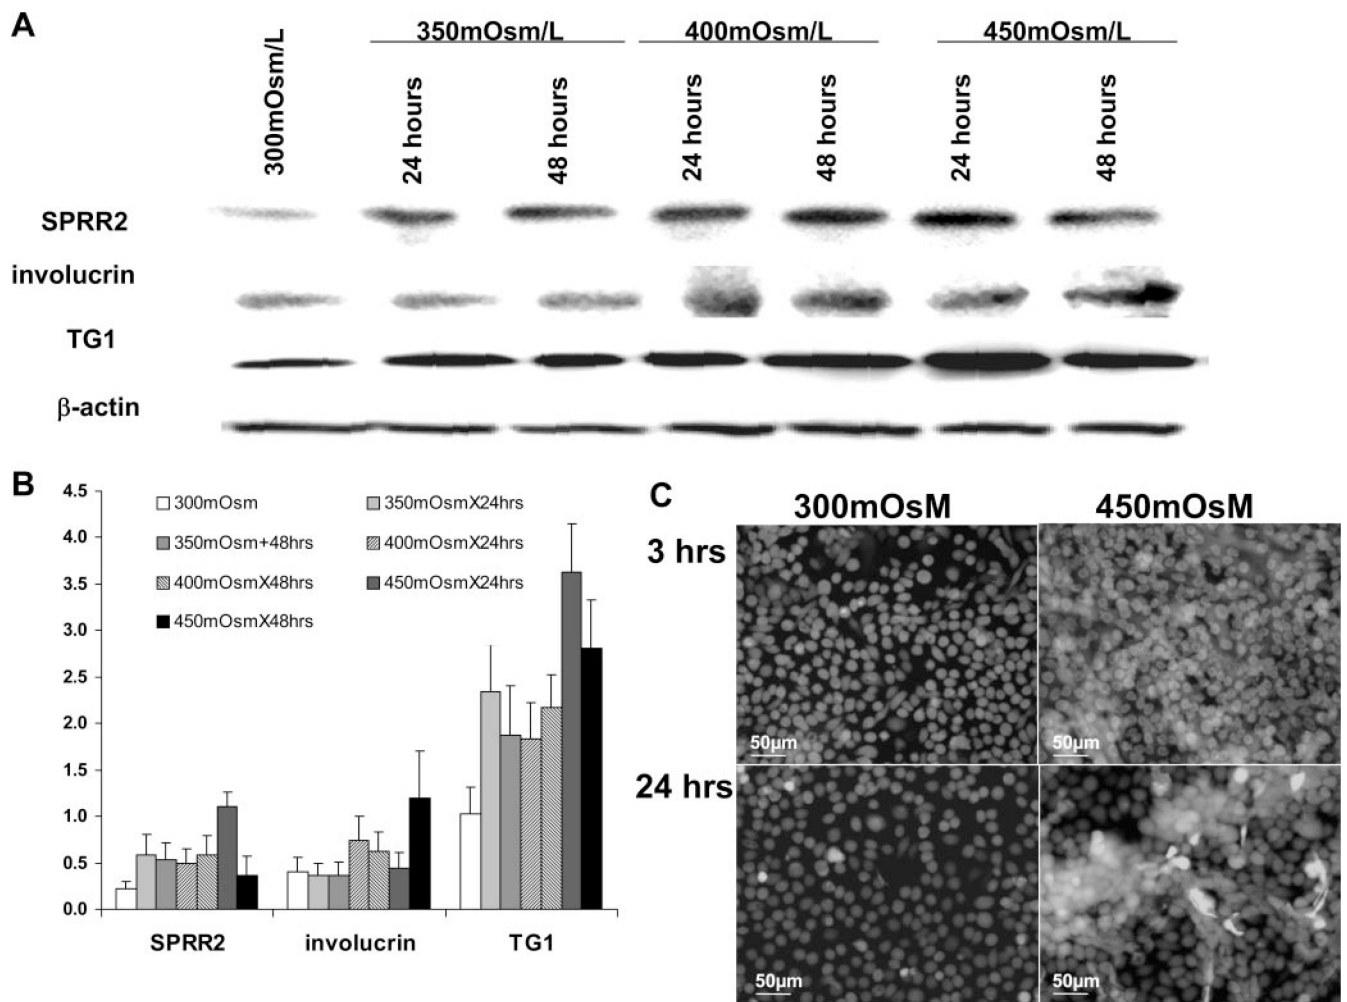 A
300mOsm/L
350mOsm/L
400mOsm/L
450mOsm/L
24 hours
48 hours
24 hours
48 hours
24 hours
48 hours
SPRR2
involucrin
TG1
β-actin
B
4.5
4.0
3.5
3.0
2.5
2.0
1.5
1.0
0.5
0.0
300mOsm
350mOsmX24hrs
350mOsm+48hrs
400mOsmX24hrs
400mOsmX48hrs
450mOsmX24hrs
450mOsmX48hrs
SPRR2
involucrin
TG1
C
300mOsM
450mOsM
3 hrs
50µm
50µm
24 hrs
50µm
50µm